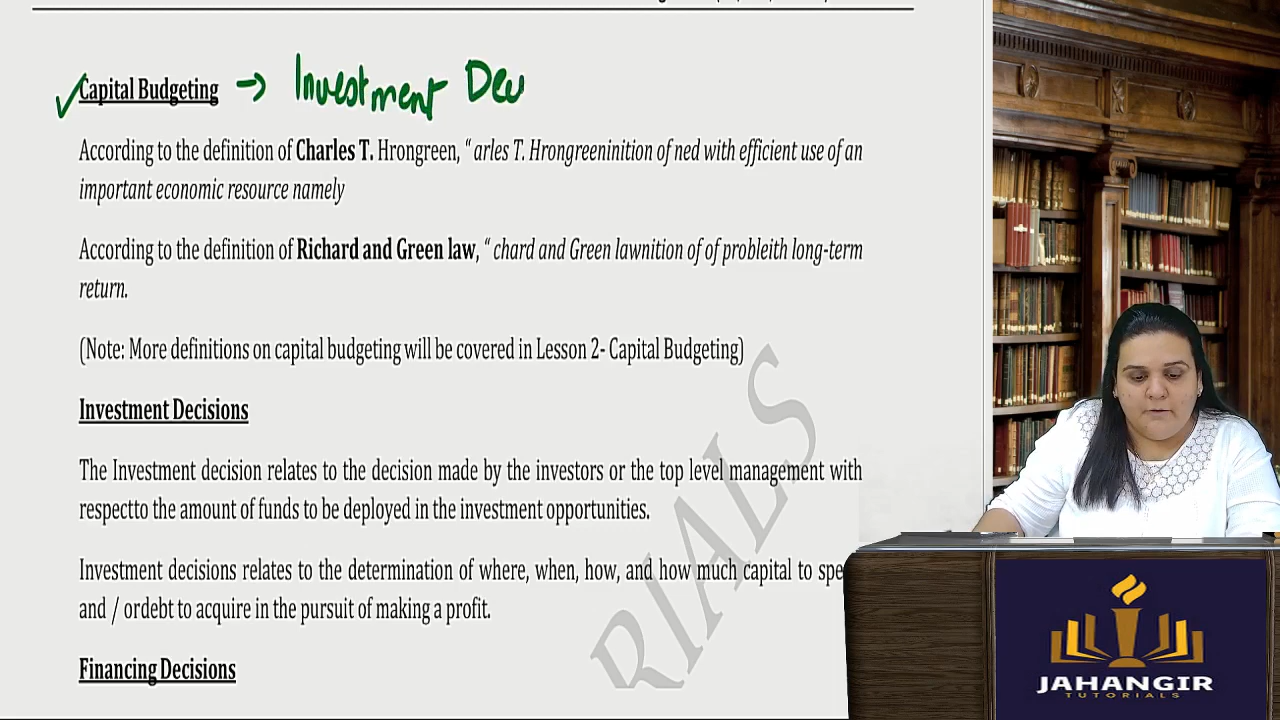 Capital Budgeting → Investment Dev
According to the definition of Charles T. Hrongreen, “ arles T. Hrongreeninition of ned with efficient use of an
important economic resource namely
According to the definition of Richard and Green law, “ chard and Green lawnition of of probleith long-term
return.
(Note: More definitions on capital budgeting will be covered in Lesson 2- Capital Budgeting)
Investment Decisions
The Investment decision relates to the decision made by the investors or the top level management with
respectto the amount of funds to be deployed in the investment opportunities.
Investment decisions relates to the determination of where, when, how, and how much capital to spe
and / ordebt to acquire in the pursuit of making a profit.
Financing Decisions
RIALS
JAHANGIR
TUTORIALS